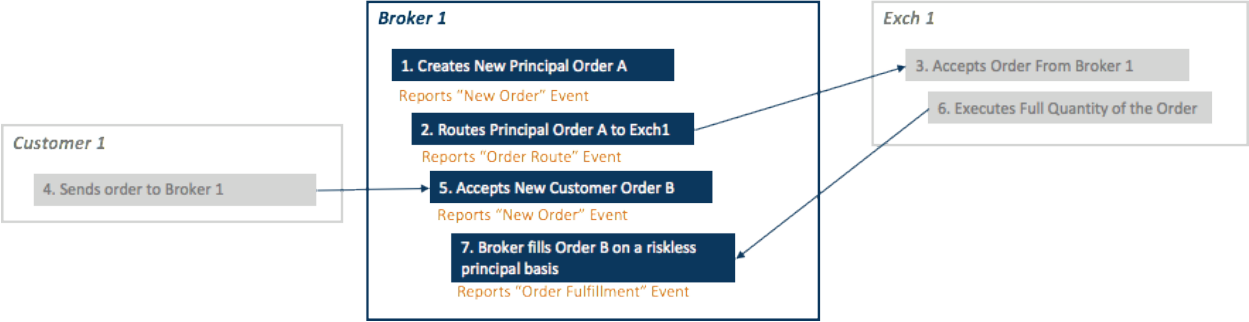 Customer 1
4. Sends order to Broker 1
Broker 1
1. Creates New Principal Order A
Reports "New Order" Event
2. Routes Principal Order A to Exch1
Reports "Order Route" Event
5. Accepts New Customer Order B
Reports "New Order" Event
7. Broker fills Order B on a riskless
principal basis
Reports "Order Fulfillment" Event
Exch 1
3. Accepts Order From Broker 1
6. Executes Full Quantity of the Order